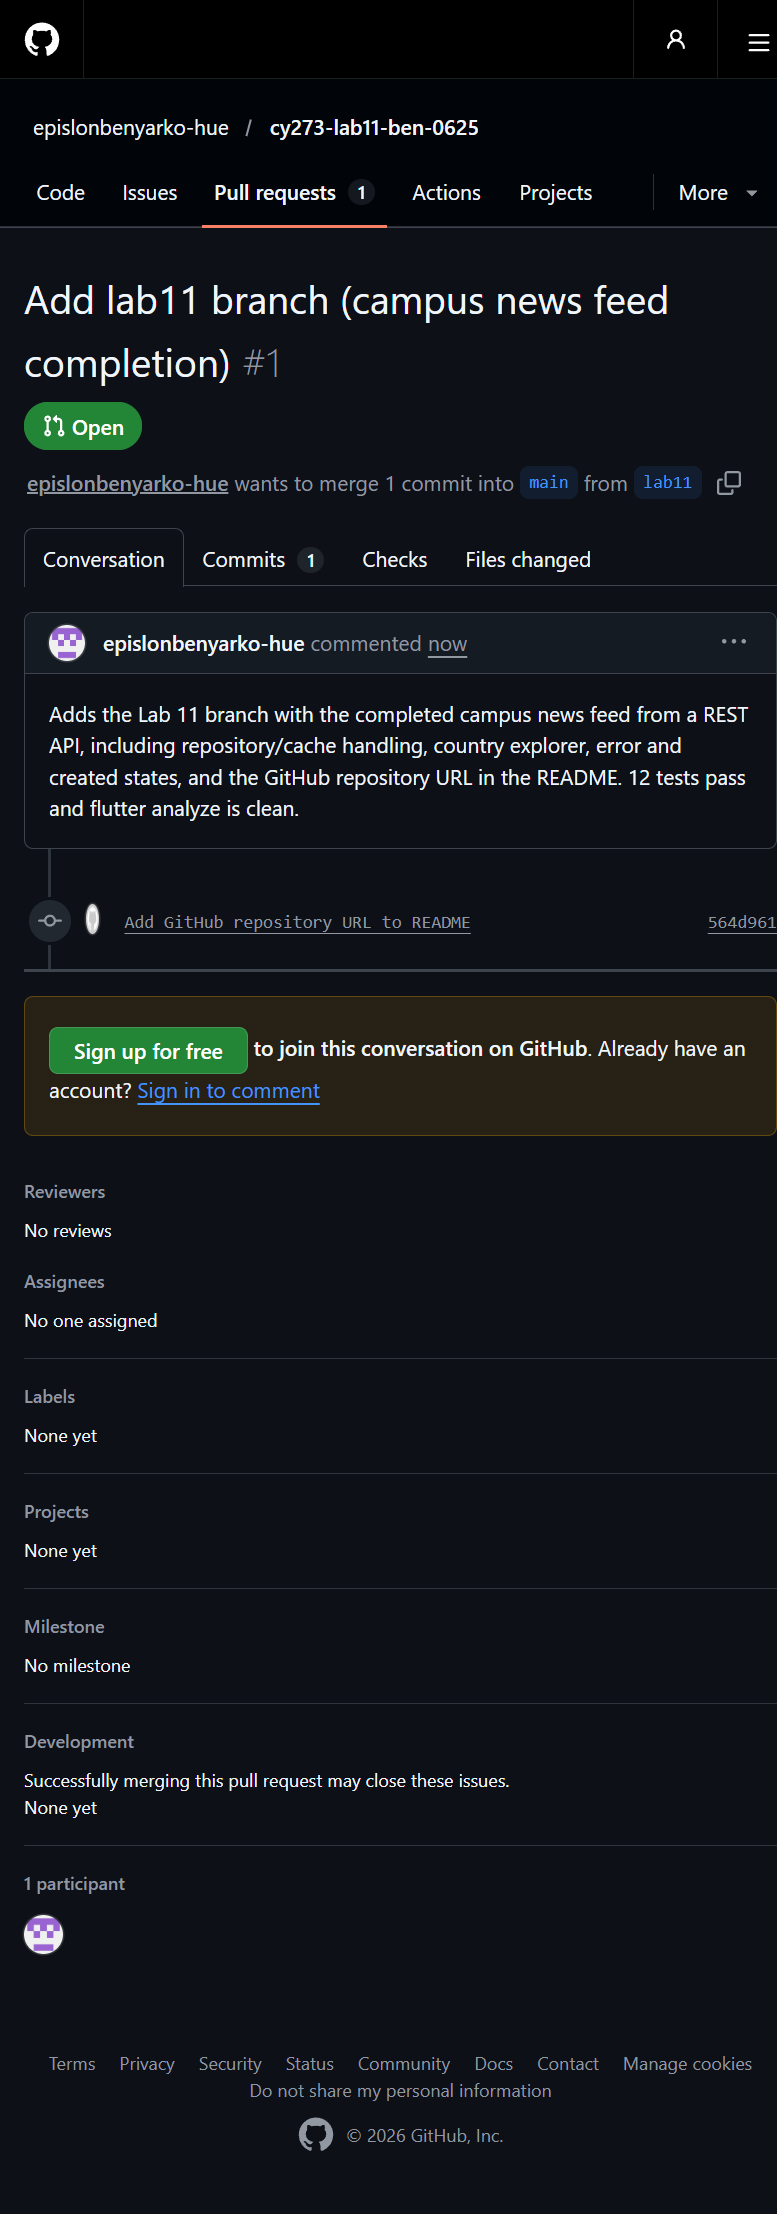 epislonbenyarko-hue / cy273-lab11-ben-0625
Code Issues Pull requests 1 Actions Projects More
Add lab11 branch (campus news feed
completion) #1
Open
epislonbenyarko-hue wants to merge 1 commit into main from lab11
Conversation Commits 1 Checks Files changed
epislonbenyarko-hue commented now
Adds the Lab 11 branch with the completed campus news feed from a REST
API, including repository/cache handling, country explorer, error and
created states, and the GitHub repository URL in the README. 12 tests pass
and flutter analyze is clean.
Add GitHub repository URL to README 564d961
Sign up for free to join this conversation on GitHub. Already have an
account? Sign in to comment
Reviewers
No reviews
Assignees
No one assigned
Labels
None yet
Projects
None yet
Milestone
No milestone
Development
Successfully merging this pull request may close these issues.
None yet
1 participant
Terms Privacy Security Status Community Docs Contact Manage cookies
Do not share my personal information
© 2026 GitHub, Inc.